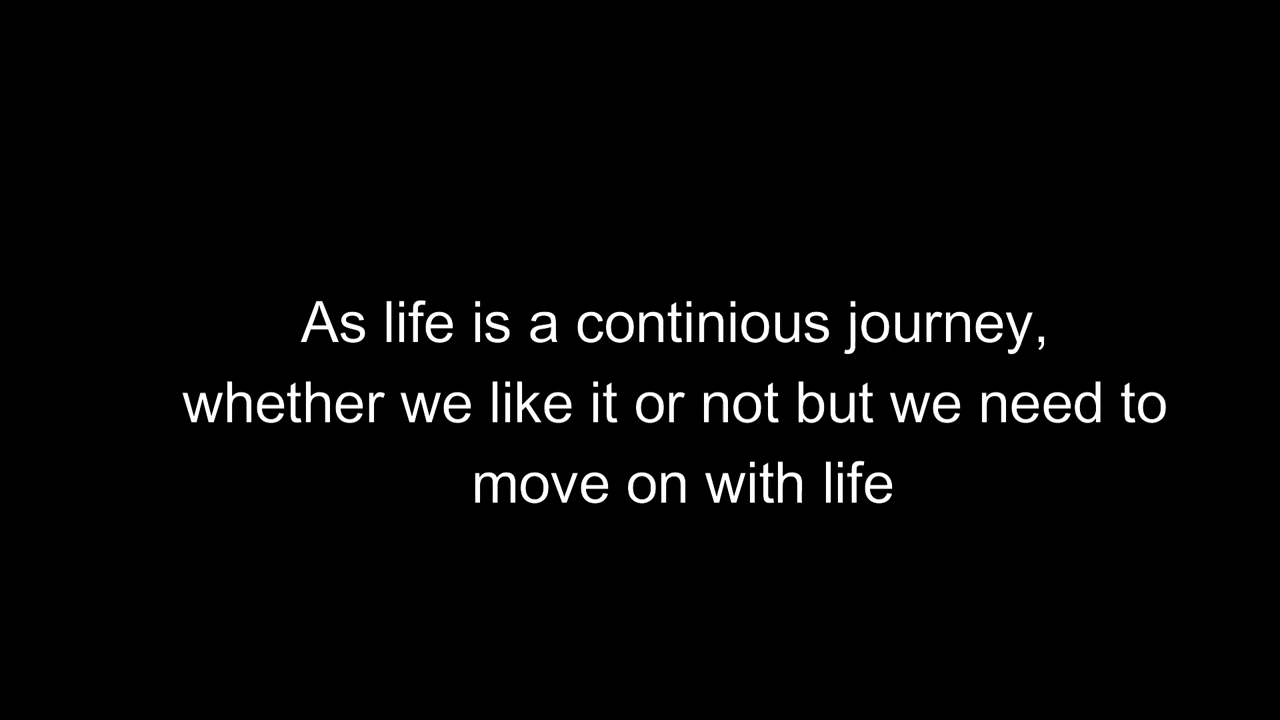 As life is a continious journey,
whether we like it or not but we need to
move on with life